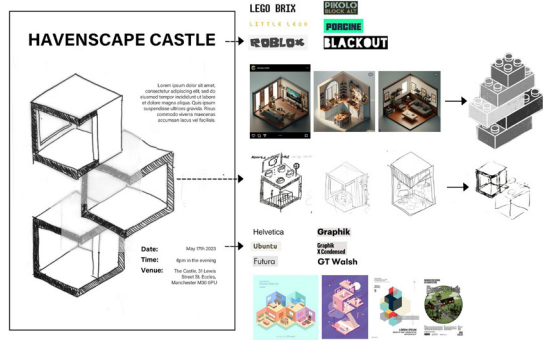 HAVENSCAPE CASTLE
Lorem ipsum dolor sit amet,
consectetur adipiscing elit, sed do
eiusmod tempor incididunt ut labore
et dolore magna aliqua. Quis ipsum
suspendisse ultrices gravida. Risus
commodo viverra maecenas
accumsan lacus vel facilisis.
Date: May 17th 2023
Time: 6pm in the evening
Venue: The Castle, 31 Lewis
Street St, Eccles,
Manchester M30 0PU
LEGO BRIX
LITTLE LEGO
ROBLOX
PIKOLO
BLOCK ALT
PORCINE
BLACKOUT
Helvetica
Ubuntu
Futura
Graphik
Graphik
X Condensed
GT Walsh